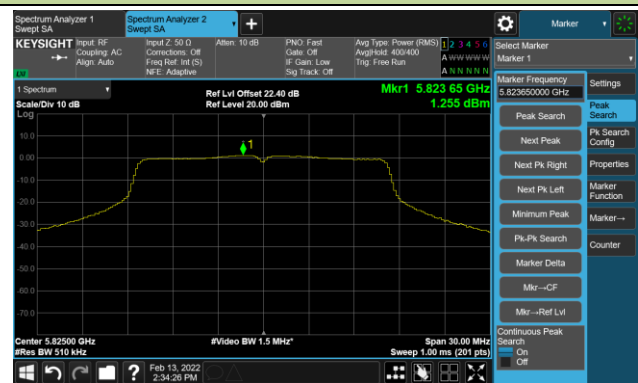 Spectrum Analyzer 1
Swept SA
Spectrum Analyzer 2
Swept SA
Marker
KEYSIGHT
Input: RF
Coupling: AC
Align: Auto
Input Z: 50 Ω
Corrections: Off
Freq Ref: Int (S)
NFE: Adaptive
Atten: 10 dB
PNO: Fast
Gate: Off
IF Gain: Low
Sig Track: Off
Avg Type: Power (RMS)
Avg|Hold: 400/400
Trig: Free Run
1 2 3 4 5 6
A W W W W W
A N N N N N
Select Marker
Marker 1
1 Spectrum
Scale/Div 10 dB
Log
Ref Lvl Offset 22.40 dB
Ref Level 20.00 dBm
Mkr1 5.823 65 GHz
1.255 dBm
10.0
0.00
-10.0
-20.0
-30.0
-40.0
-50.0
-60.0
-70.0
1
Center 5.82500 GHz
#Res BW 510 kHz
#Video BW 1.5 MHz*
Span 30.00 MHz
Sweep 1.00 ms (201 pts)
Marker Frequency
5.823650000 GHz
Peak Search
Next Peak
Next Pk Right
Next Pk Left
Minimum Peak
Pk-Pk Search
Marker Delta
Mkr→CF
Mkr→Ref Lvl
Continuous Peak
Search
On
Off
Settings
Peak
Search
Pk Search
Config
Properties
Marker
Function
Marker→
Counter
Feb 13, 2022
2:34:26 PM